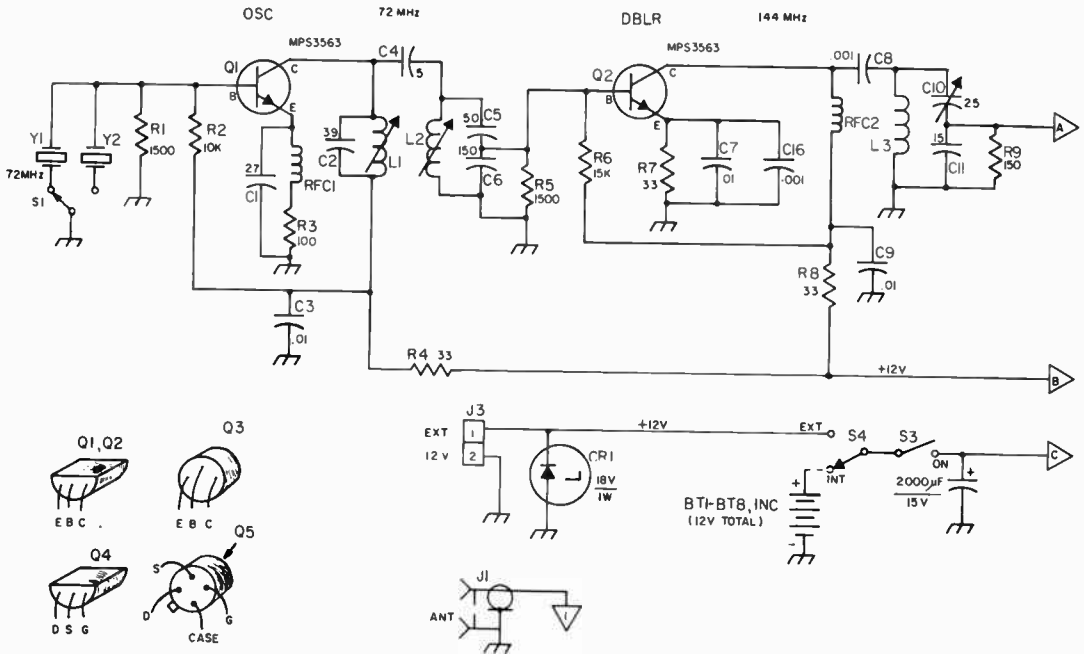 OSC 72 MHz DBLR 144 MHz
MPS3563
Q1
B
C
E
C4
5
MPS3563
Q2
B
C
E
.001 C8
C10
25
Y1
72MHz
S1
Y2
R1
1500
R2
10K
27
C1
RFC1
R3
100
39
C2
L1
L2
50
C5
150
C6
R5
1500
R6
15K
R7
33
C7
.01
C16
.001
RFC2
L3
15
C11
R9
150
A
C3
.01
R4 33
R8
33
C9
.01
+12V
B
Q1, Q2
E B C
Q3
E B C
Q4
D S G
Q5
S
D
G
CASE
J3
EXT 1
12V 2
+12V
CR1
18V
1W
EXT
S4
S3
INT
ON
C
BT1-BT8, INC
(12V TOTAL)
+
-
+
2000µF
15V
J1
ANT
1